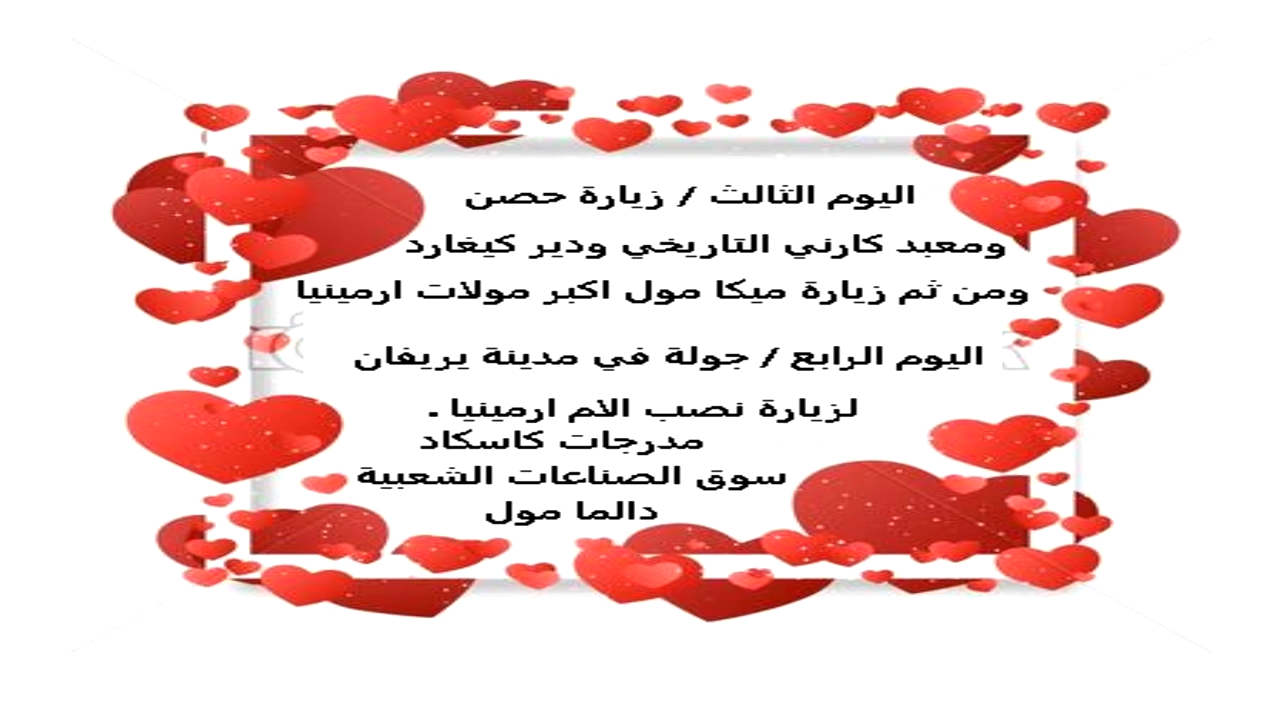 اليوم الثالث / زيارة حصن
ومعبد كارني التاريخي ودير كيغارد
ومن ثم زيارة ميكا مول اكبر مولات ارمينيا
اليوم الرابع / جولة في مدينة يريفان
لزيارة نصب الام ارمينيا .
مدرجات كاسكاد
سوق الصناعات الشعبية
دالما مول